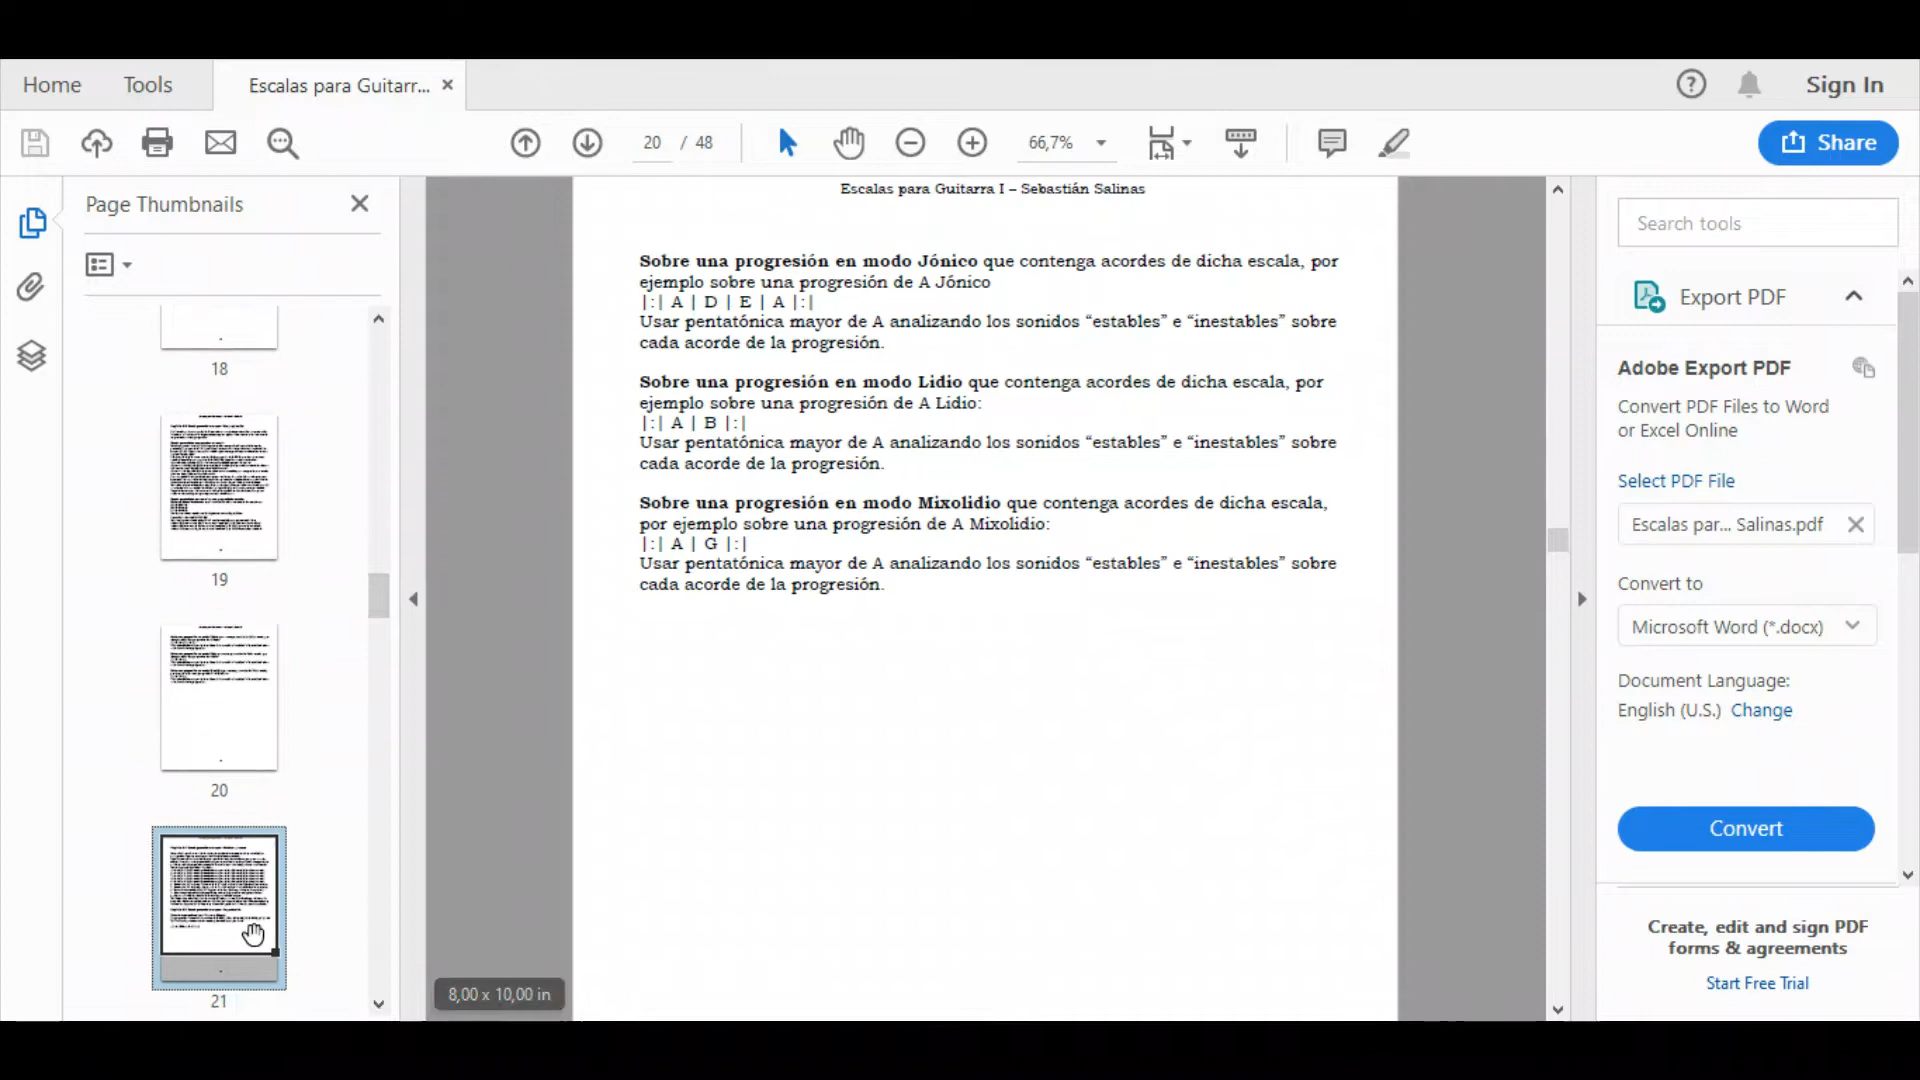 Home
Tools
Escalas para Guitarr...
Sign In
20 / 48
66,7%
Share
Page Thumbnails
18
19
20
21
Escalas para Guitarra I – Sebastián Salinas
Sobre una progresión en modo Jónico que contenga acordes de dicha escala, por
ejemplo sobre una progresión de A Jónico
|:| A | D | E | A |:|
Usar pentatónica mayor de A analizando los sonidos “estables” e “inestables” sobre
cada acorde de la progresión.
Sobre una progresión en modo Lidio que contenga acordes de dicha escala, por
ejemplo sobre una progresión de A Lidio:
|:| A | B |:|
Usar pentatónica mayor de A analizando los sonidos “estables” e “inestables” sobre
cada acorde de la progresión.
Sobre una progresión en modo Mixolidio que contenga acordes de dicha escala,
por ejemplo sobre una progresión de A Mixolidio:
|:| A | G |:|
Usar pentatónica mayor de A analizando los sonidos “estables” e “inestables” sobre
cada acorde de la progresión.
8,00 x 10,00 in
Search tools
Export PDF
Adobe Export PDF
Convert PDF Files to Word
or Excel Online
Select PDF File
Escalas par... Salinas.pdf
Convert to
Microsoft Word (*.docx)
Document Language:
English (U.S.) Change
Convert
Create, edit and sign PDF
forms & agreements
Start Free Trial